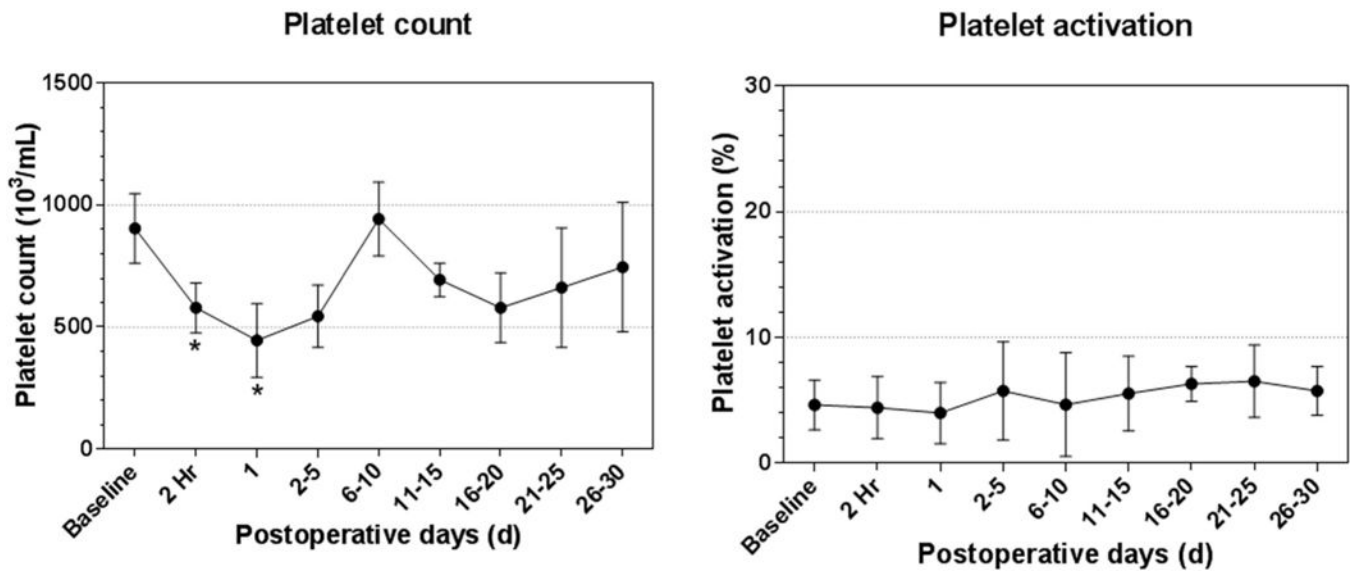 Platelet count
Platelet count (10³/mL)
1500
1000
500
0
*
*
Baseline
2 Hr
1
2-5
6-10
11-15
16-20
21-25
26-30
Postoperative days (d)
Platelet activation
Platelet activation (%)
30
20
10
0
Baseline
2 Hr
1
2-5
6-10
11-15
16-20
21-25
26-30
Postoperative days (d)